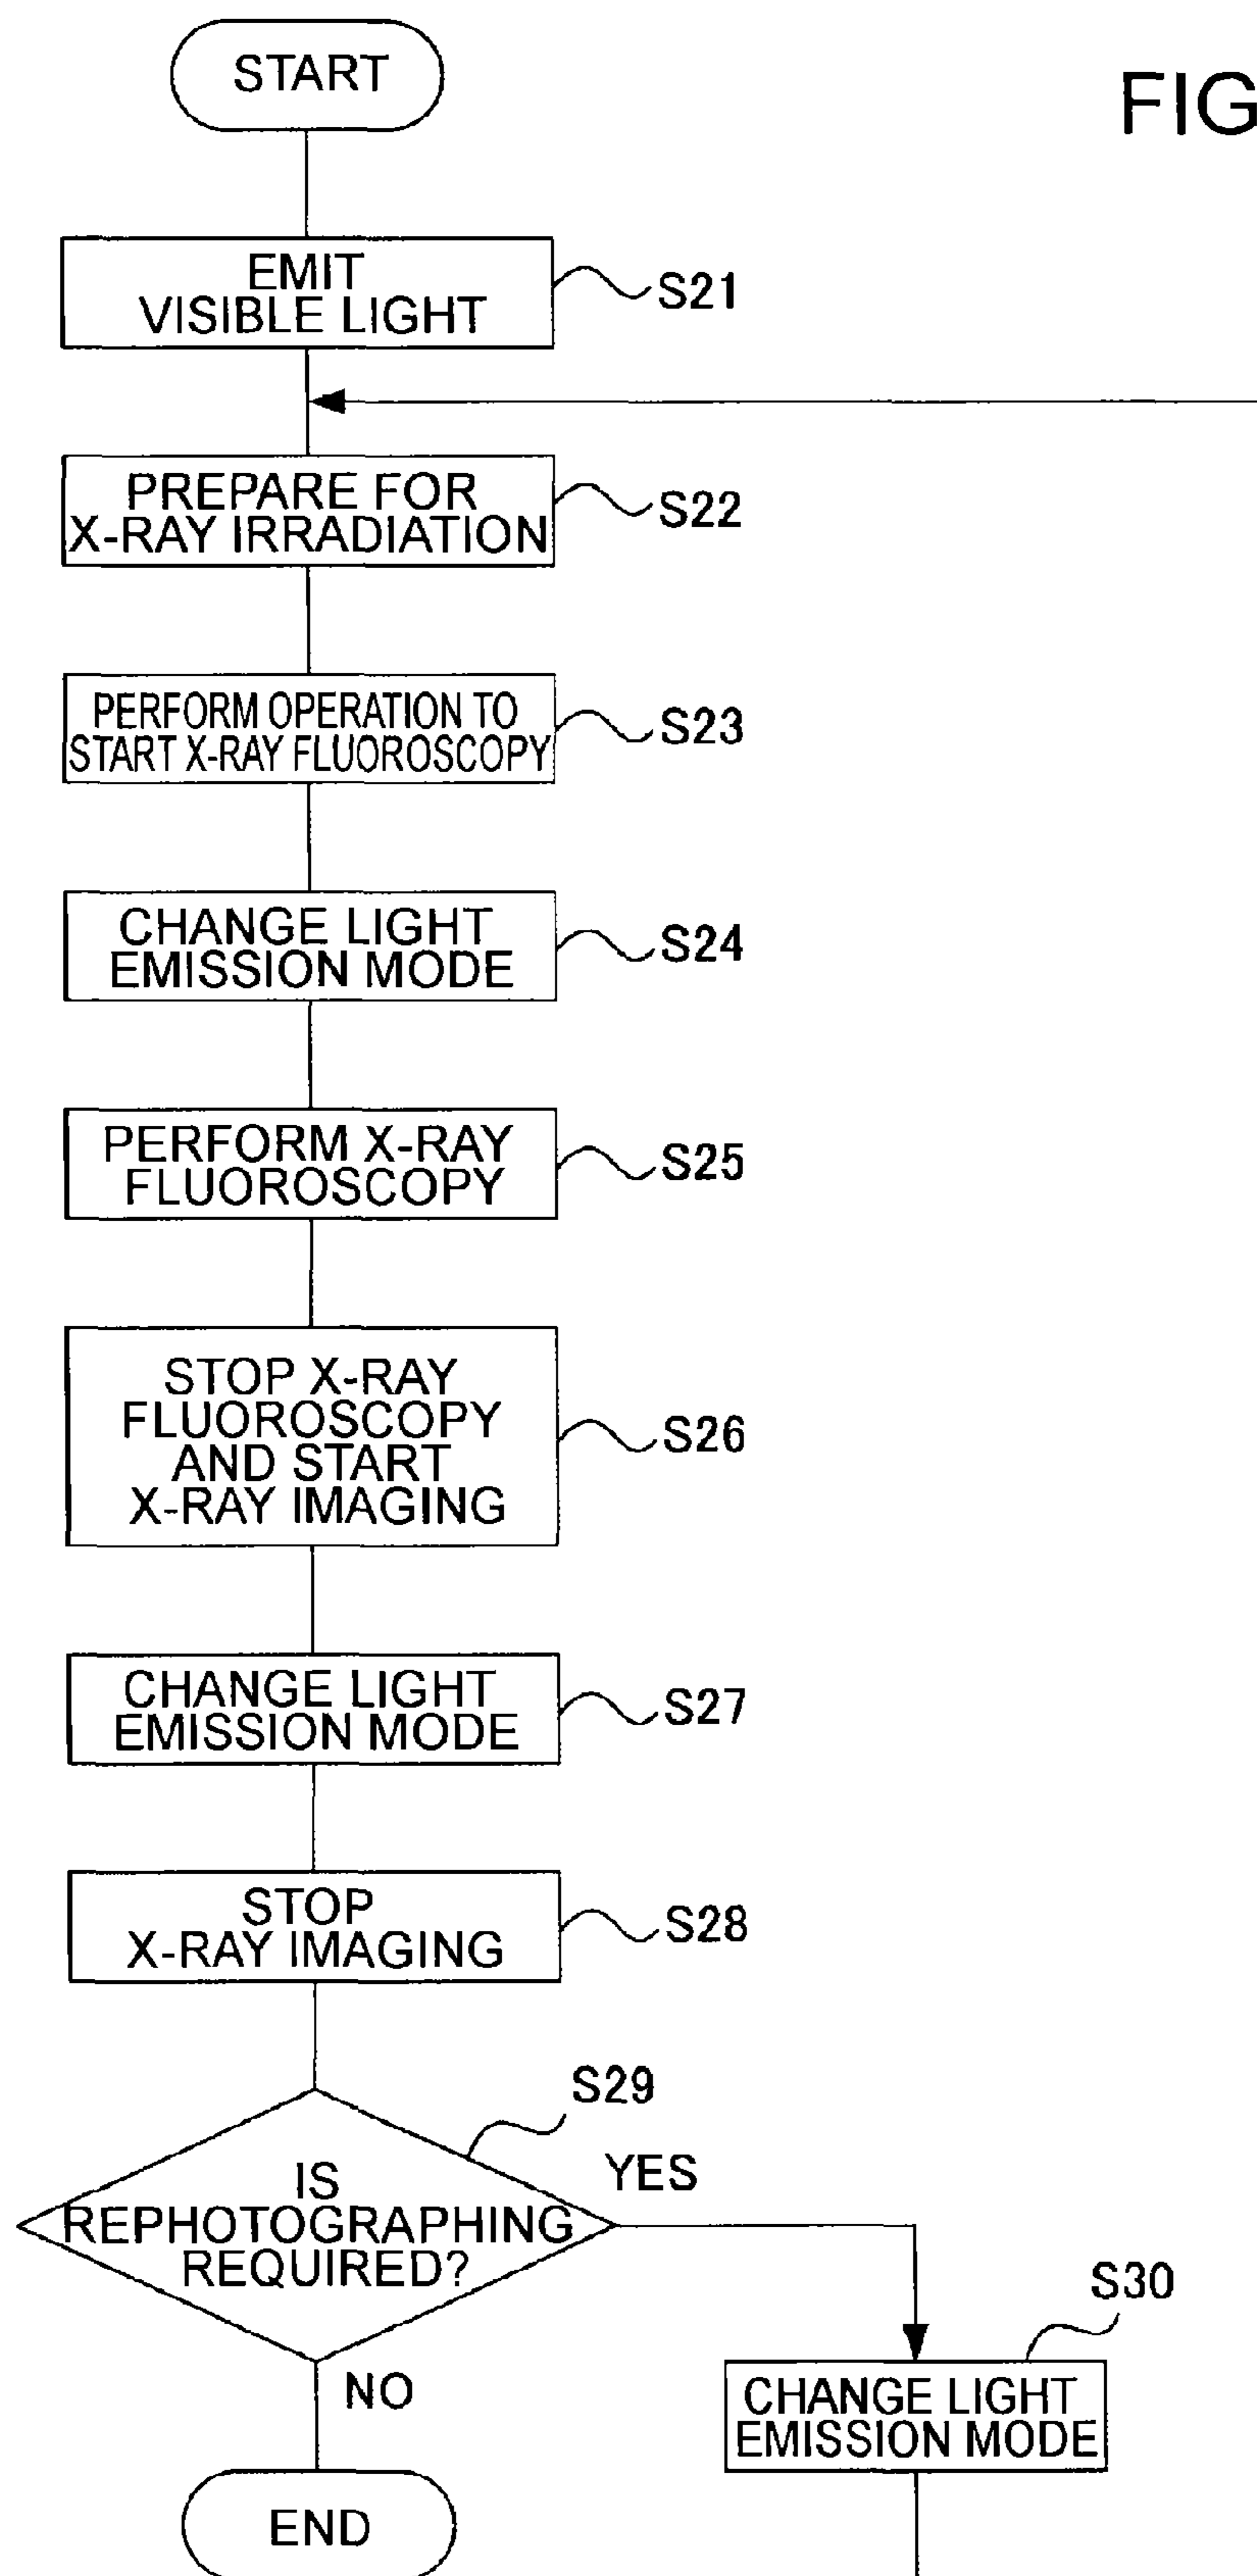 START
FIG
EMIT
VISIBLE LIGHT
S21
PREPARE FOR
X-RAY IRRADIATION
S22
PERFORM OPERATION TO
START X-RAY FLUOROSCOPY
S23
CHANGE LIGHT
EMISSION MODE
S24
PERFORM X-RAY
FLUOROSCOPY
S25
STOP X-RAY
FLUOROSCOPY
AND START
X-RAY IMAGING
S26
CHANGE LIGHT
EMISSION MODE
S27
STOP
X-RAY IMAGING
S28
S29
IS
REPHOTOGRAPHING
REQUIRED?
YES
S30
CHANGE LIGHT
EMISSION MODE
NO
END